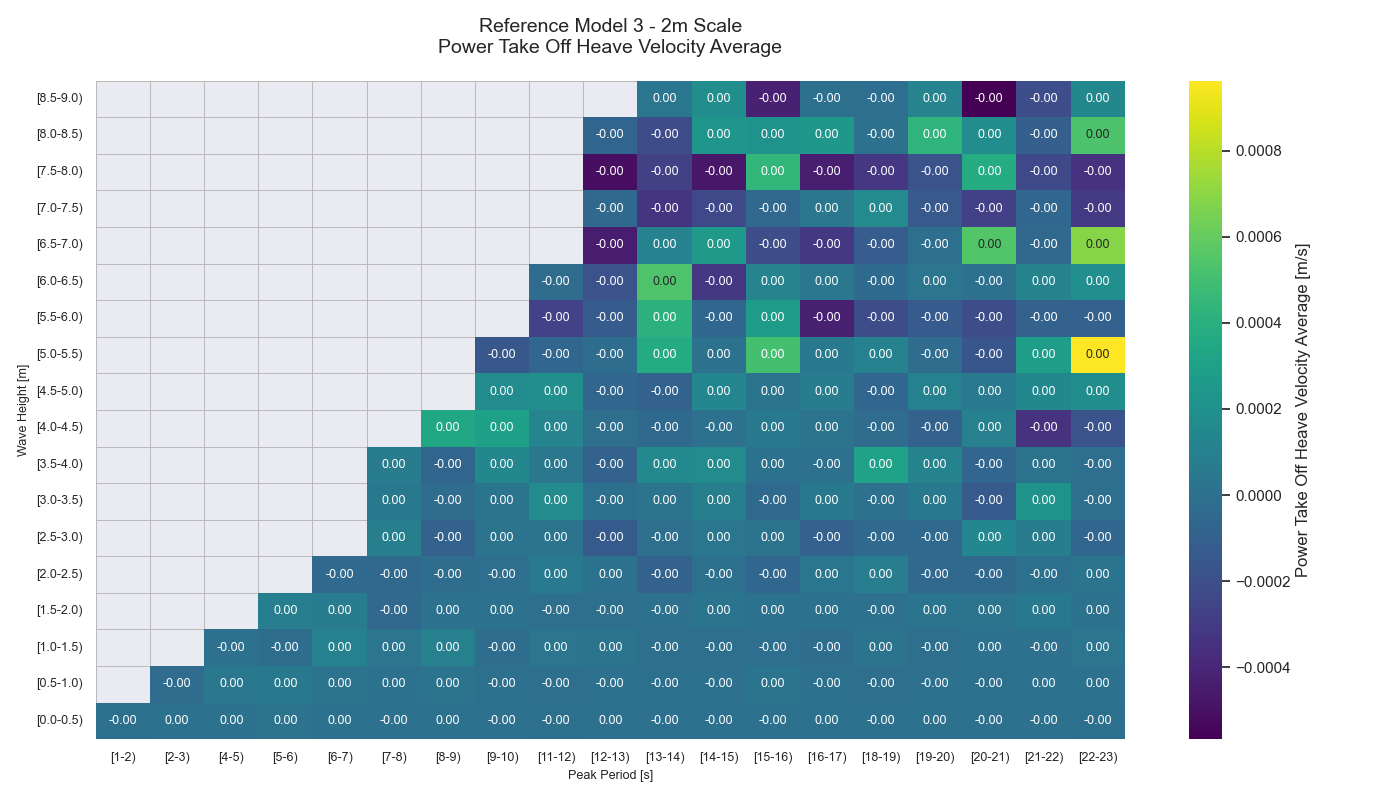 Reference Model 3 - 2m Scale
Power Take Off Heave Velocity Average
[8.5-9.0) 0.00 0.00 -0.00 -0.00 -0.00 0.00 -0.00 -0.00 0.00
[8.0-8.5) -0.00 -0.00 0.00 0.00 0.00 -0.00 0.00 0.00 -0.00 0.00
[7.5-8.0) -0.00 -0.00 -0.00 0.00 -0.00 -0.00 -0.00 0.00 -0.00 -0.00
[7.0-7.5) -0.00 -0.00 -0.00 -0.00 0.00 0.00 -0.00 -0.00 -0.00 -0.00
[6.5-7.0) -0.00 0.00 0.00 -0.00 -0.00 -0.00 -0.00 0.00 -0.00 0.00
[6.0-6.5) -0.00 -0.00 0.00 -0.00 0.00 0.00 -0.00 -0.00 0.00 0.00
[5.5-6.0) -0.00 -0.00 0.00 -0.00 0.00 -0.00 -0.00 -0.00 -0.00 -0.00 -0.00
[5.0-5.5) -0.00 -0.00 -0.00 0.00 0.00 0.00 0.00 0.00 -0.00 -0.00 0.00 0.00
[4.5-5.0) 0.00 0.00 -0.00 -0.00 0.00 0.00 0.00 -0.00 0.00 0.00 0.00 0.00
[4.0-4.5) 0.00 0.00 0.00 -0.00 -0.00 -0.00 0.00 0.00 -0.00 -0.00 0.00 -0.00 -0.00
[3.5-4.0) 0.00 -0.00 0.00 0.00 -0.00 0.00 0.00 -0.00 -0.00 0.00 0.00 -0.00 0.00 -0.00
[3.0-3.5) 0.00 -0.00 0.00 0.00 0.00 -0.00 0.00 -0.00 0.00 -0.00 0.00 -0.00 0.00 -0.00
[2.5-3.0) 0.00 -0.00 0.00 0.00 -0.00 -0.00 0.00 0.00 -0.00 -0.00 -0.00 0.00 0.00 -0.00
[2.0-2.5) -0.00 -0.00 -0.00 -0.00 0.00 0.00 -0.00 -0.00 -0.00 0.00 0.00 -0.00 -0.00 -0.00 0.00
[1.5-2.0) 0.00 0.00 -0.00 0.00 0.00 -0.00 -0.00 -0.00 0.00 -0.00 -0.00 -0.00 0.00 0.00 0.00 0.00
[1.0-1.5) -0.00 -0.00 0.00 0.00 0.00 -0.00 0.00 0.00 -0.00 -0.00 -0.00 -0.00 0.00 -0.00 0.00 -0.00 0.00
[0.5-1.0) -0.00 0.00 0.00 0.00 0.00 0.00 -0.00 0.00 -0.00 -0.00 -0.00 0.00 -0.00 -0.00 -0.00 -0.00 0.00 0.00
[0.0-0.5) -0.00 0.00 0.00 0.00 0.00 -0.00 0.00 -0.00 -0.00 0.00 -0.00 -0.00 -0.00 -0.00 -0.00 -0.00 -0.00 -0.00 -0.00
[1-2) [2-3) [4-5) [5-6) [6-7) [7-8) [8-9) [9-10) [11-12) [12-13) [13-14) [14-15) [15-16) [16-17) [18-19) [19-20) [20-21) [21-22) [22-23)
Peak Period [s]
Wave Height [m]
0.0008
0.0006
0.0004
0.0002
0.0000
−0.0002
−0.0004
Power Take Off Heave Velocity Average [m/s]